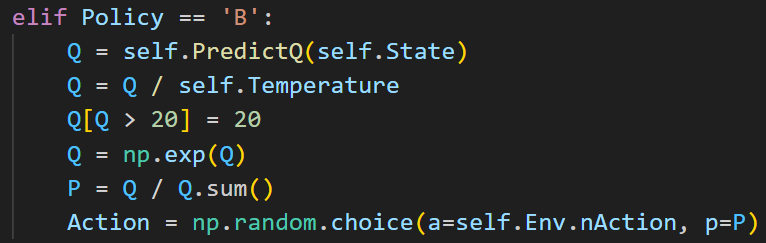 elif Policy == 'B':
Q = self.PredictQ(self.State)
Q = Q / self.Temperature
Q[Q > 20] = 20
Q = np.exp(Q)
P = Q / Q.sum()
Action = np.random.choice(a=self.Env.nAction, p=P)